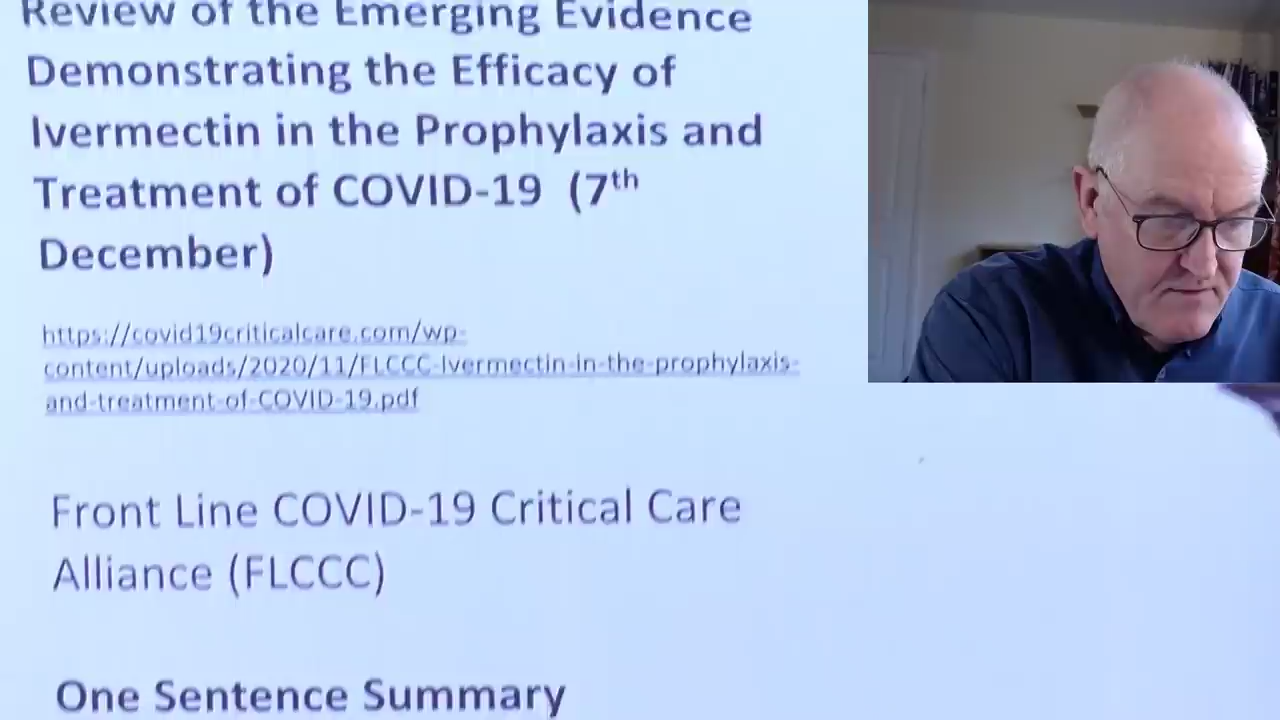 Review of the Emerging Evidence
Demonstrating the Efficacy of
Ivermectin in the Prophylaxis and
Treatment of COVID-19 (7th
December)
https://covid19criticalcare.com/wp-
content/uploads/2020/11/FLCCC-Ivermectin-in-the-prophylaxis-
and-treatment-of-COVID-19.pdf
Front Line COVID-19 Critical Care
Alliance (FLCCC)
One Sentence Summary